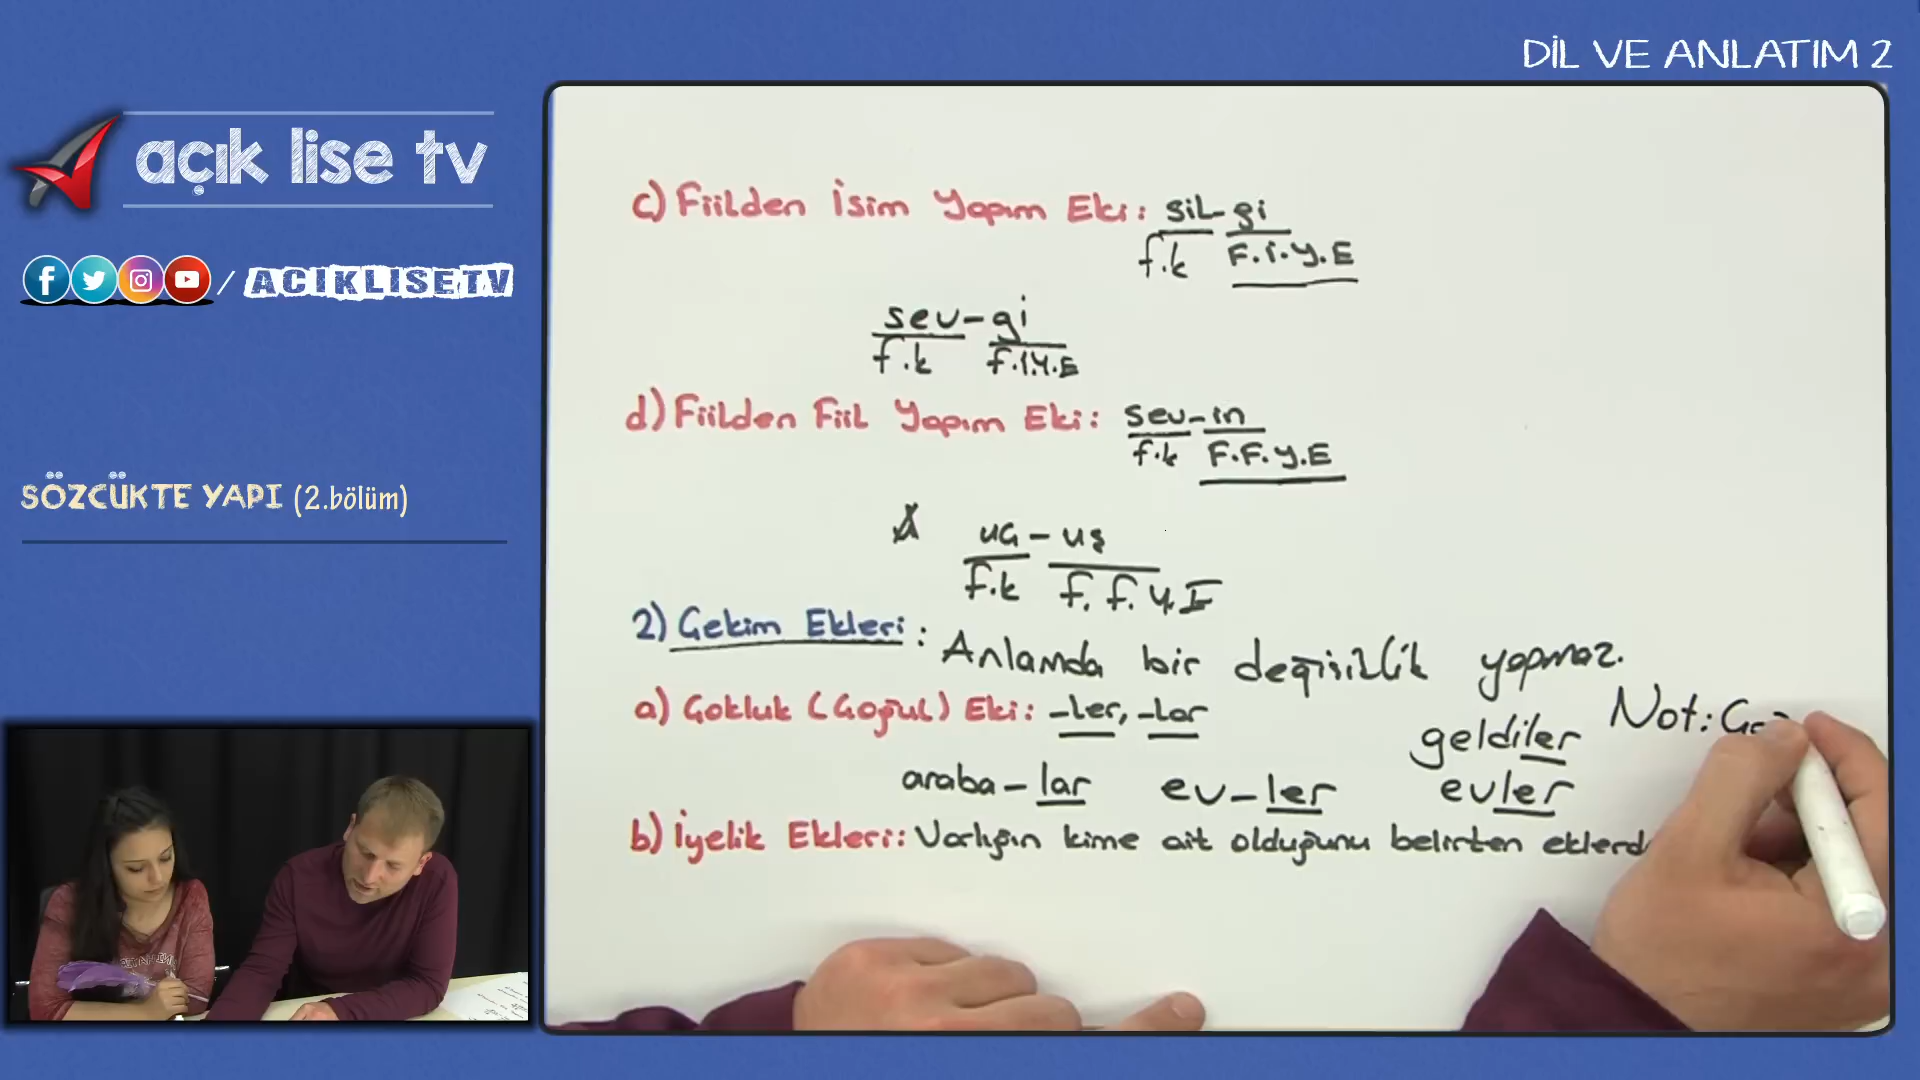 DİL VE ANLATIM 2
açık lise tv
/ ACIKLISETV
SÖZCÜKTE YAPI (2.bölüm)
c) Fiilden İsim Yapım Eki: sil-gi
f.k F.i.y.E
sev-gi
f.k f.i.y.E
d) Fiilden Fiil Yapım Eki: sev-in
f.k F.F.y.E
uç-uş
f.k f.f.y.E
2) Çekim Ekleri: Anlamda bir değişiklik yapmaz.
a) Çokluk (Çoğul) Eki: -ler, -lar
geldiler Not:
araba-lar ev-ler evler
b) İyelik Ekleri: Varlığın kime ait olduğunu belirten